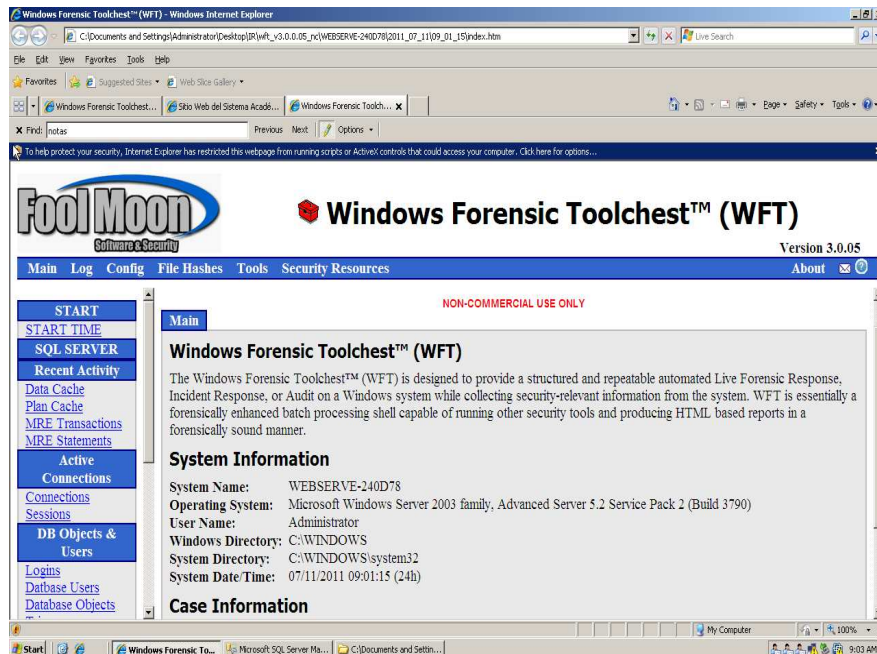 Windows Forensic Toolchest™ (WFT) - Windows Internet Explorer
C:\Documents and Settings\Administrator\Desktop\IR\wft_v3.0.0.05_nc\WEBSERVE-240D78\2011_07_11\09_01_15\index.htm
Live Search
File Edit View Favorites Tools Help
Favorites Suggested Sites Web Slice Gallery
Windows Forensic Toolchest... Sitio Web del Sistema Acadé... Windows Forensic Toolch... X
Page Safety Tools
X Find: notas Previous Next Options
To help protect your security, Internet Explorer has restricted this webpage from running scripts or ActiveX controls that could access your computer. Click here for options...
Fool Moon
Software & Security
Windows Forensic Toolchest™ (WFT)
Version 3.0.05
Main Log Config File Hashes Tools Security Resources About
NON-COMMERCIAL USE ONLY
START
START TIME
SQL SERVER
Recent Activity
Data Cache
Plan Cache
MRE Transactions
MRE Statements
Active
Connections
Connections
Sessions
DB Objects &
Users
Logins
Datbase Users
Database Objects
Main
Windows Forensic Toolchest™ (WFT)
The Windows Forensic Toolchest™ (WFT) is designed to provide a structured and repeatable automated Live Forensic Response,
Incident Response, or Audit on a Windows system while collecting security-relevant information from the system. WFT is essentially a
forensically enhanced batch processing shell capable of running other security tools and producing HTML based reports in a
forensically sound manner.
System Information
System Name: WEBSERVE-240D78
Operating System: Microsoft Windows Server 2003 family, Advanced Server 5.2 Service Pack 2 (Build 3790)
User Name: Administrator
Windows Directory: C:\WINDOWS
System Directory: C:\WINDOWS\system32
System Date/Time: 07/11/2011 09:01:15 (24h)
Case Information
My Computer 100%
Start Windows Forensic To... Microsoft SQL Server Ma... C:\Documents and Settin... 9:03 AM